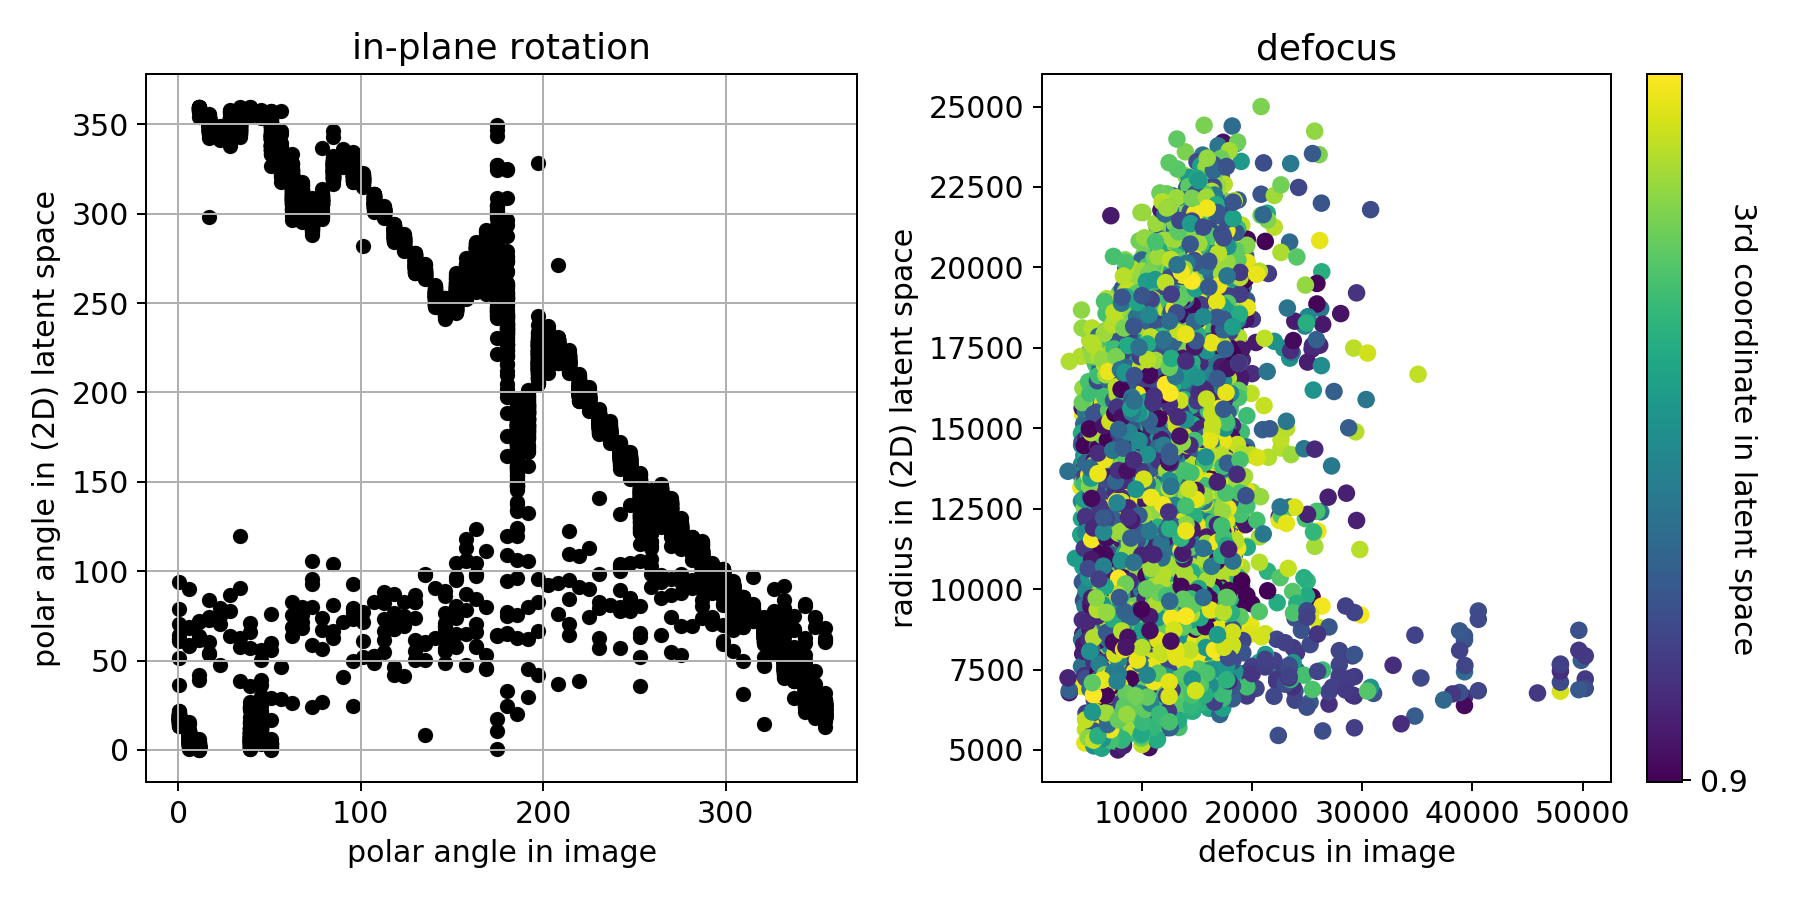 in-plane rotation
polar angle in (2D) latent space
350
300
250
200
150
100
50
0
0 100 200 300
polar angle in image
defocus
radius in (2D) latent space
25000
22500
20000
17500
15000
12500
10000
7500
5000
10000 20000 30000 40000 50000
defocus in image
3rd coordinate in latent space
0.9